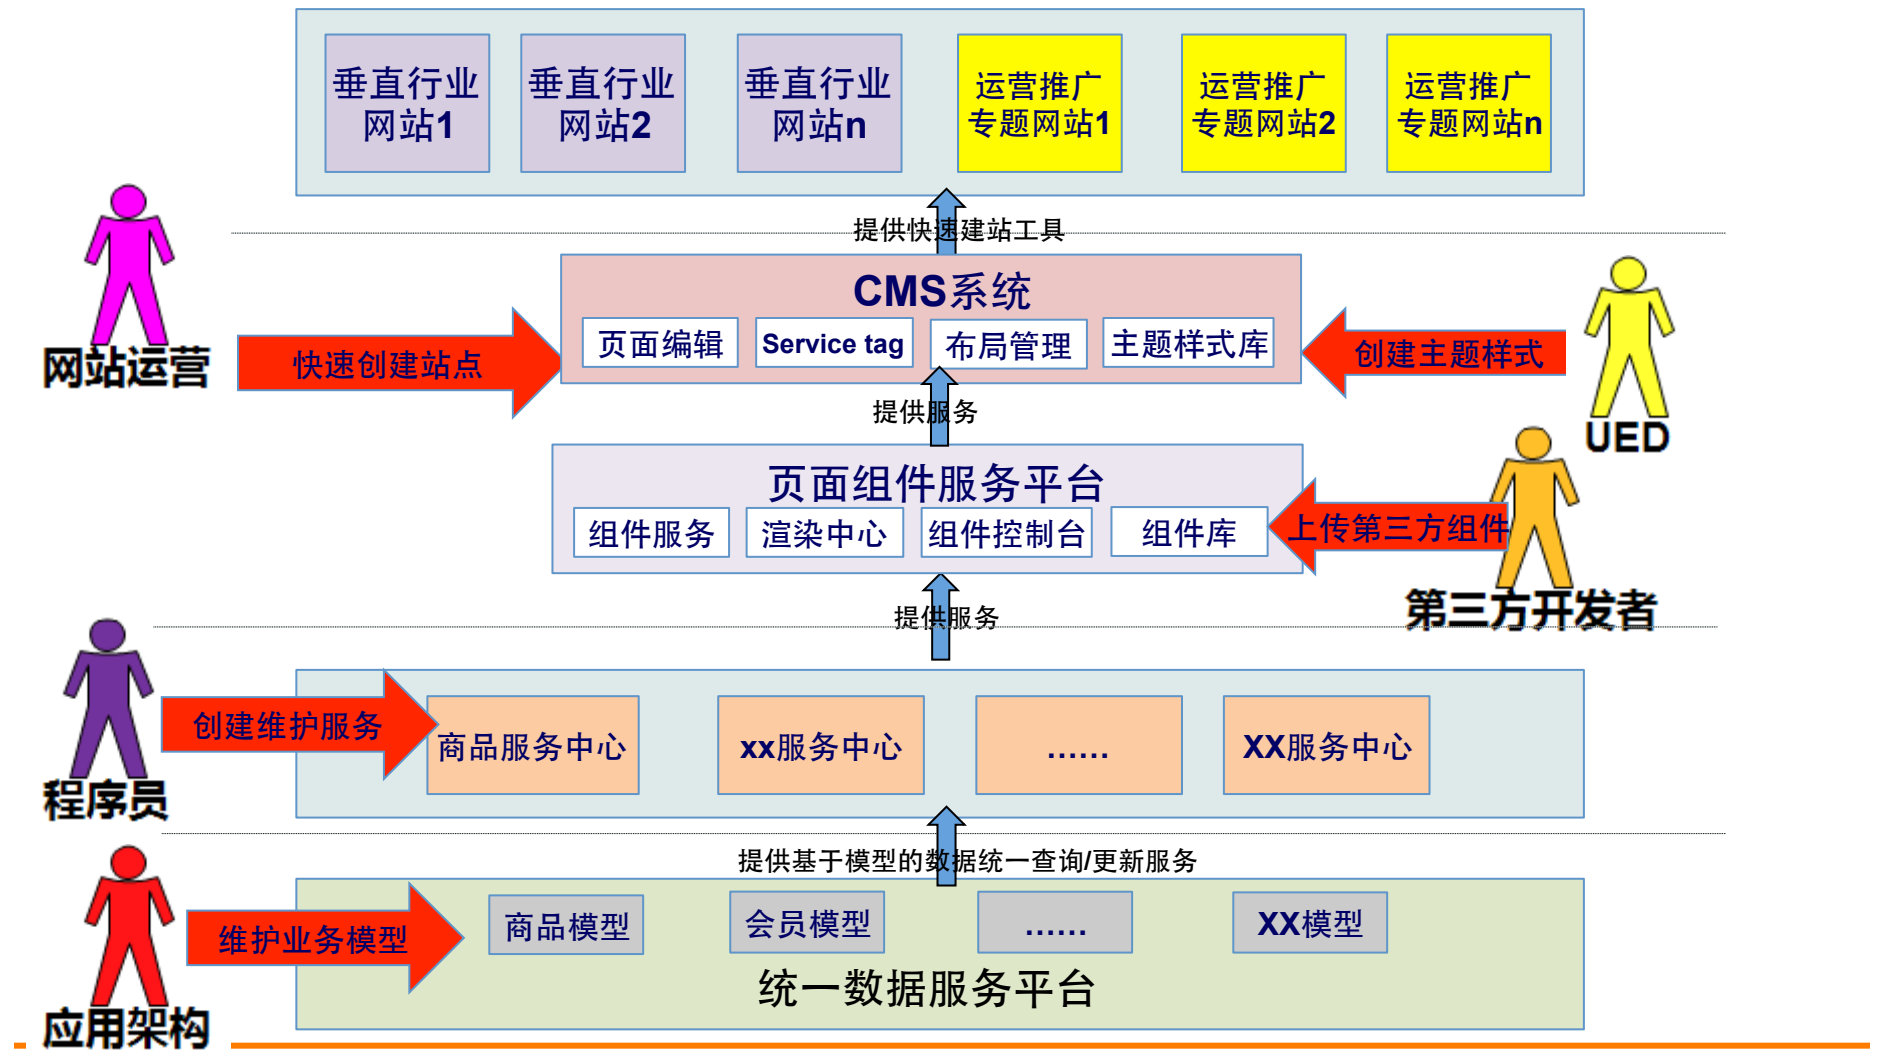 垂直行业
网站1
垂直行业
网站2
垂直行业
网站n
运营推广
专题网站1
运营推广
专题网站2
运营推广
专题网站n
提供快速建站工具
CMS系统
页面编辑
Service tag
布局管理
主题样式库
网站运营
快速创建站点
创建主题样式
UED
提供服务
页面组件服务平台
组件服务
渲染中心
组件控制台
组件库
上传第三方组件
第三方开发者
提供服务
程序员
创建维护服务
商品服务中心
xx服务中心
......
XX服务中心
提供基于模型的数据统一查询/更新服务
应用架构
维护业务模型
商品模型
会员模型
......
XX模型
统一数据服务平台